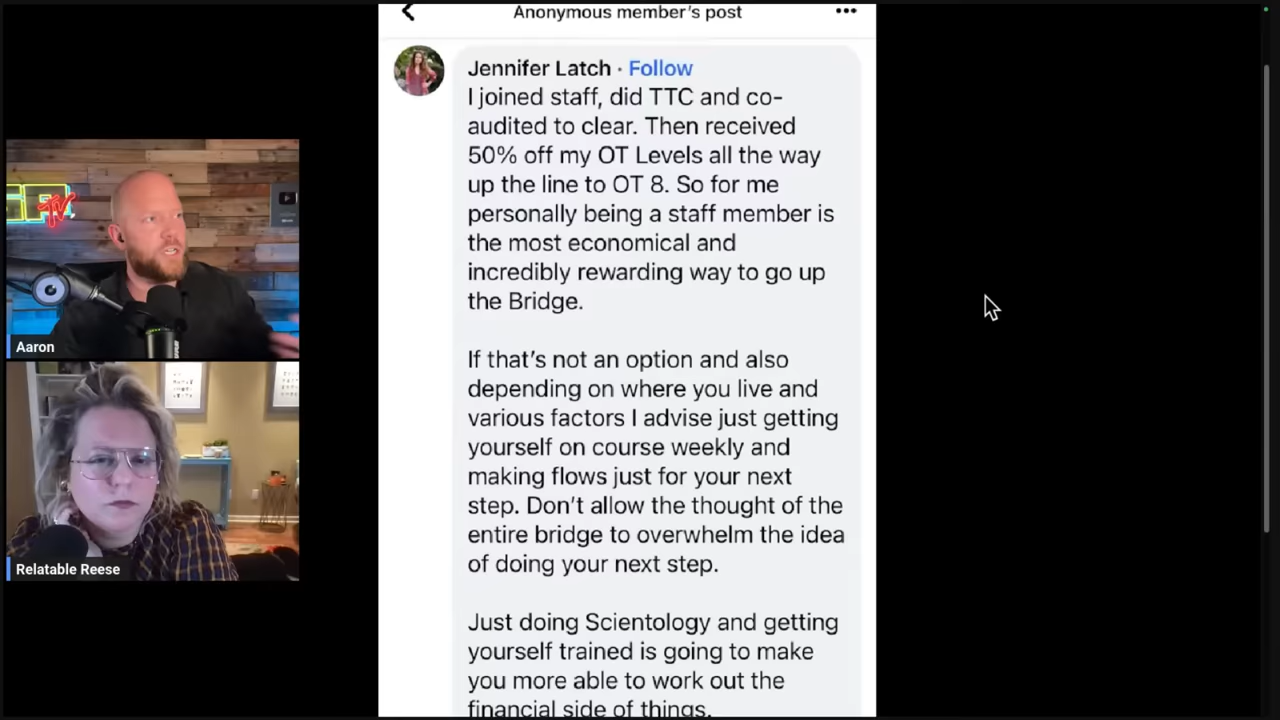 Anonymous member's post
Jennifer Latch · Follow
I joined staff, did TTC and co-
audited to clear. Then received
50% off my OT Levels all the way
up the line to OT 8. So for me
personally being a staff member is
the most economical and
incredibly rewarding way to go up
the Bridge.
If that's not an option and also
depending on where you live and
various factors I advise just getting
yourself on course weekly and
making flows just for your next
step. Don't allow the thought of the
entire bridge to overwhelm the idea
of doing your next step.
Just doing Scientology and getting
yourself trained is going to make
you more able to work out the
financial side of things.
TV
Aaron
Relatable Reese